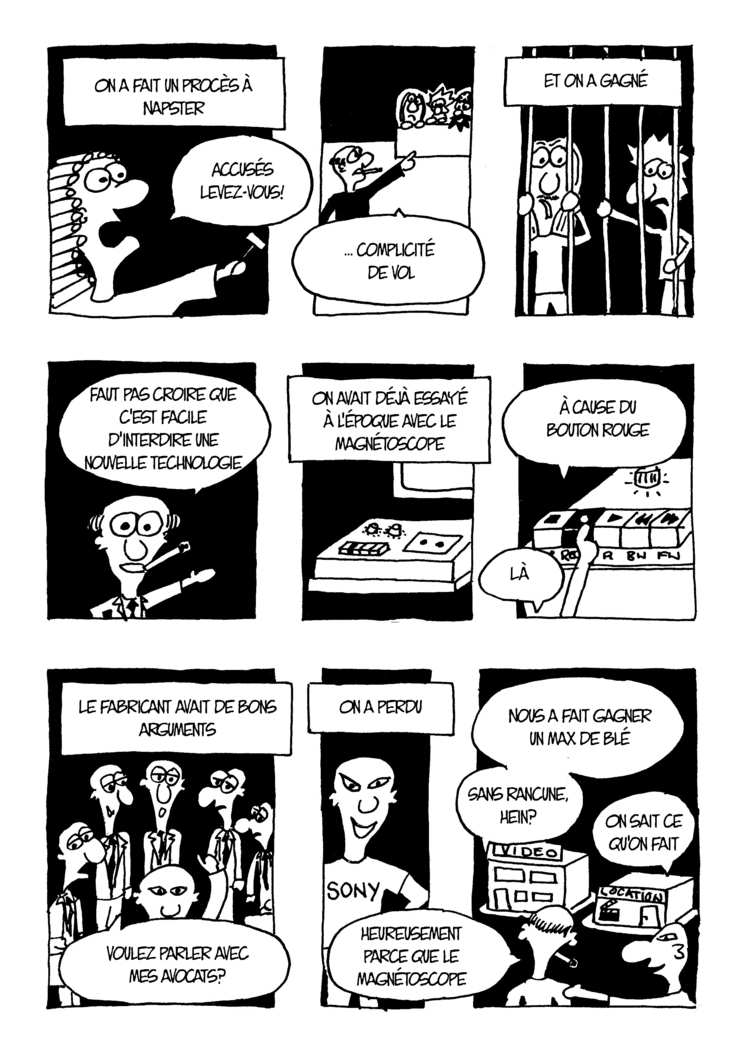 ON A FAIT UN PROCÈS À
NAPSTER
ACCUSÉS
LEVEZ-VOUS!
... COMPLICITÉ
DE VOL
ET ON A GAGNÉ
FAUT PAS CROIRE QUE
C'EST FACILE
D'INTERDIRE UNE
NOUVELLE TECHNOLOGIE
ON AVAIT DÉJÀ ESSAYÉ
À L'ÉPOQUE AVEC LE
MAGNÉTOSCOPE
À CAUSE DU
BOUTON ROUGE
BW FW
LÀ
LE FABRICANT AVAIT DE BONS
ARGUMENTS
VOULEZ PARLER AVEC
MES AVOCATS?
ON A PERDU
SONY
HEUREUSEMENT
PARCE QUE LE
MAGNÉTOSCOPE
NOUS A FAIT GAGNER
UN MAX DE BLÉ
SANS RANCUNE,
HEIN?
ON SAIT CE
QU'ON FAIT
VIDEO
LOCATION